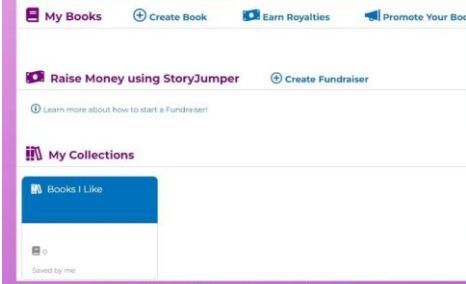 My Books Create Book Earn Royalties Promote Your
Raise Money using StoryJumper Create Fundraiser
Learn more about how to start a Fundraiser!
My Collections
Books I Like
0
Saved by me